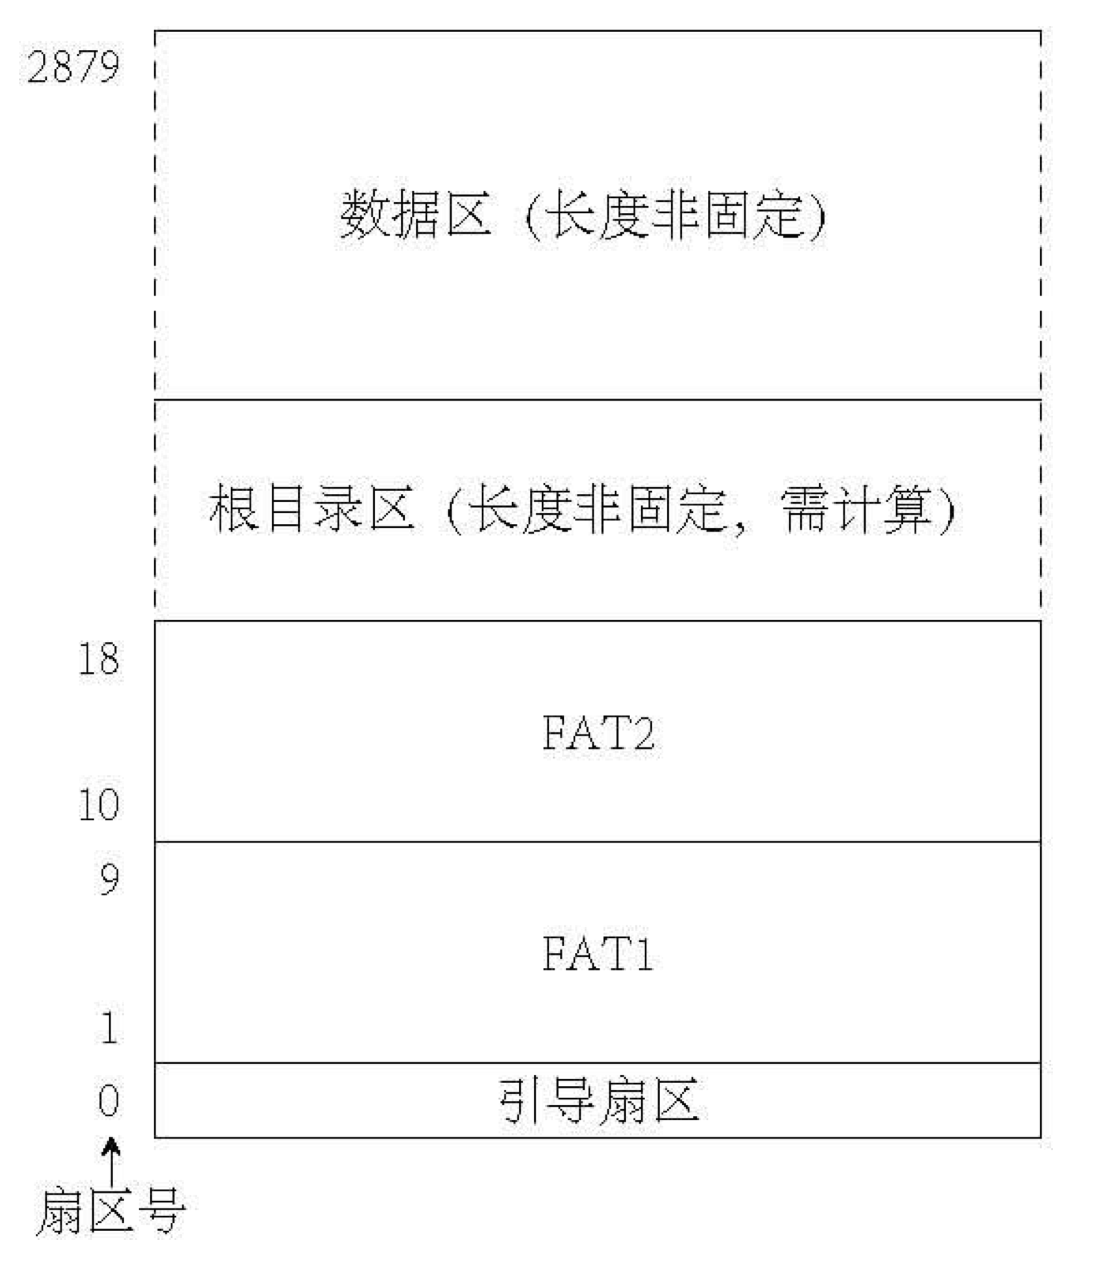 2879
数据区 (长度非固定)
根目录区 (长度非固定, 需计算)
18
FAT2
10
9
FAT1
1
0
引导扇区
扇区号